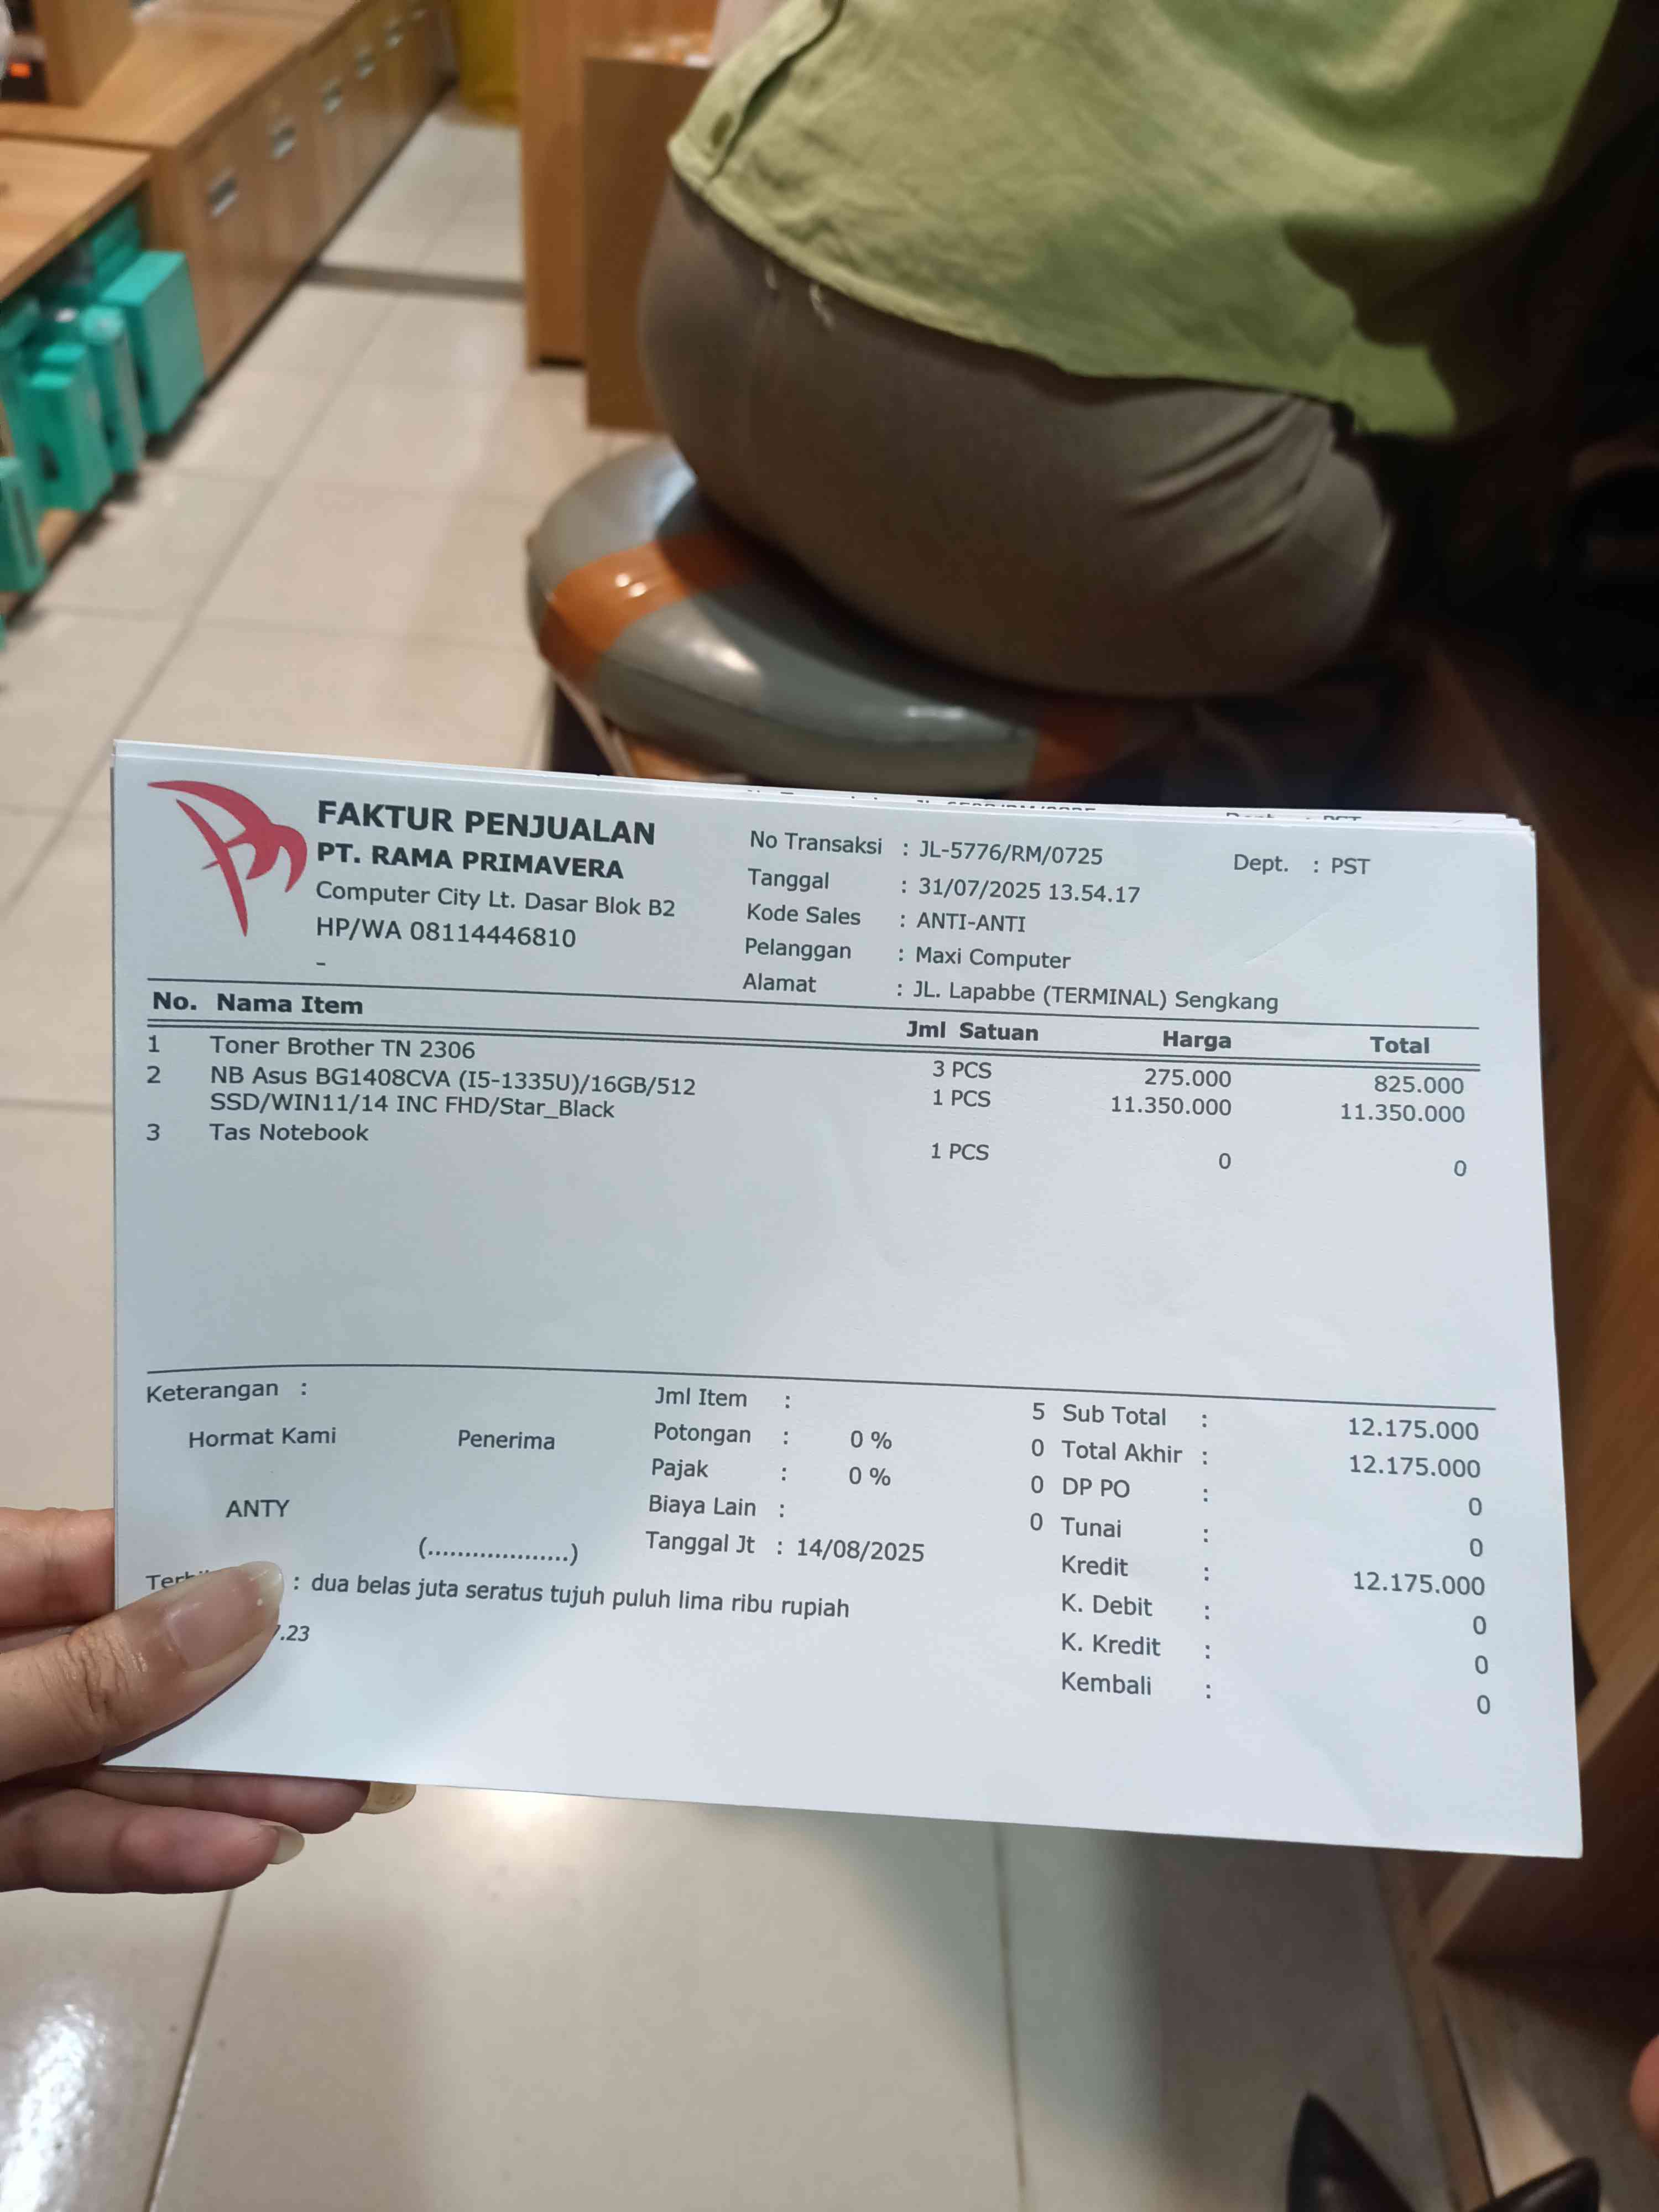 FAKTUR PENJUALAN
PT. RAMA PRIMAVERA
Computer City Lt. Dasar Blok B2
HP/WA 08114446810
-
No Transaksi : JL-5776/RM/0725 Dept. : PST
Tanggal : 31/07/2025 13.54.17
Kode Sales : ANTI-ANTI
Pelanggan : Maxi Computer
Alamat : JL. Lapabbe (TERMINAL) Sengkang
No. Nama Item Jml Satuan Harga Total
1 Toner Brother TN 2306 3 PCS 275.000 825.000
2 NB Asus BG1408CVA (I5-1335U)/16GB/512 1 PCS 11.350.000 11.350.000
SSD/WIN11/14 INC FHD/Star_Black
3 Tas Notebook 1 PCS 0 0
Keterangan :
Hormat Kami Penerima
ANTY
(...................)
Jml Item : 5
Potongan : 0 % 0
Pajak : 0 % 0
Biaya Lain : 0
Tanggal Jt : 14/08/2025
Sub Total : 12.175.000
Total Akhir : 12.175.000
DP PO : 0
Tunai : 0
Kredit : 12.175.000
K. Debit : 0
K. Kredit : 0
Kembali : 0
: dua belas juta seratus tujuh puluh lima ribu rupiah
.23